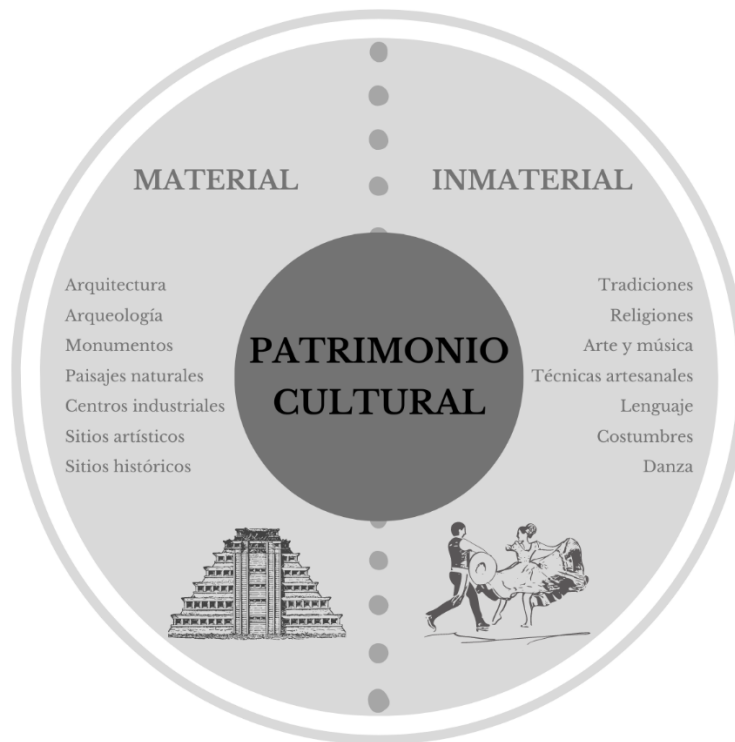 MATERIAL
INMATERIAL
Arquitectura
Arqueología
Monumentos
Paisajes naturales
Centros industriales
Sitios artísticos
Sitios históricos
PATRIMONIO
CULTURAL
Tradiciones
Religiones
Arte y música
Técnicas artesanales
Lenguaje
Costumbres
Danza